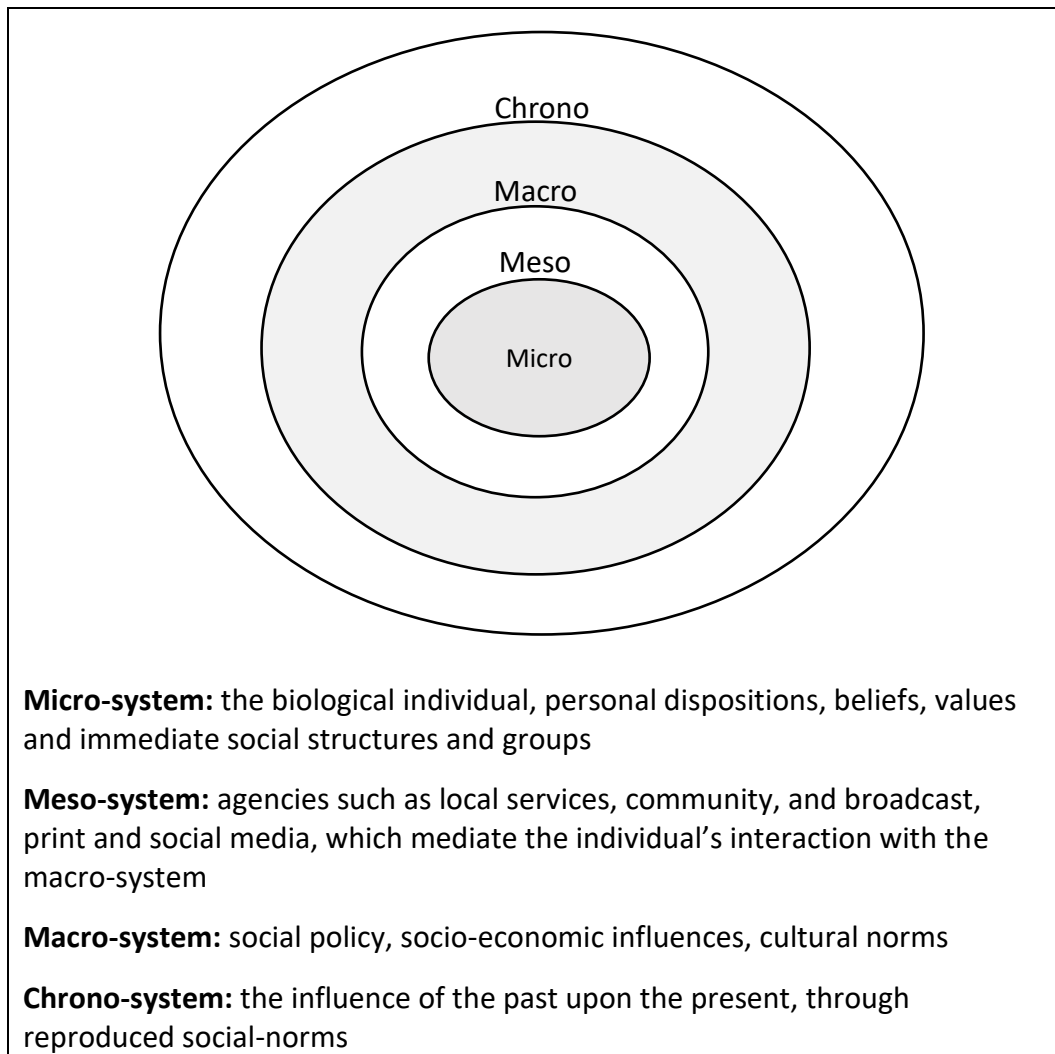 Chrono
Macro
Meso
Micro
Micro-system: the biological individual, personal dispositions, beliefs, values
and immediate social structures and groups
Meso-system: agencies such as local services, community, and broadcast,
print and social media, which mediate the individual’s interaction with the
macro-system
Macro-system: social policy, socio-economic influences, cultural norms
Chrono-system: the influence of the past upon the present, through
reproduced social-norms